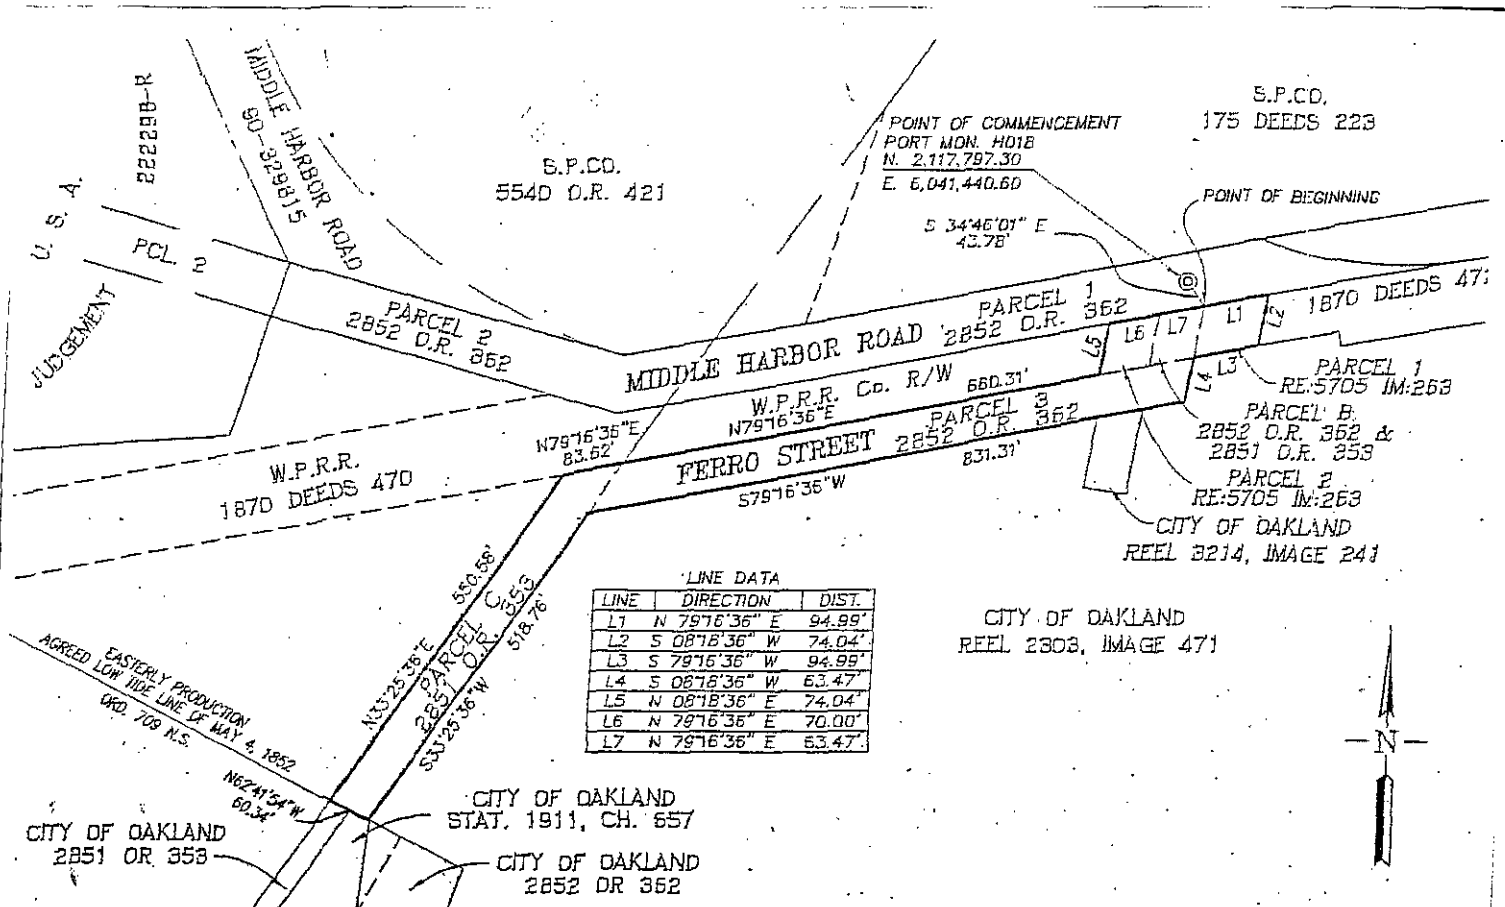 222298-R
U. S. A.
PCL. 2
JUDGEMENT
MIDDLE HARBOR ROAD
90-329815
S.P.CO.
5540 O.R. 421
POINT OF COMMENCEMENT
PORT MON. H018
N. 2,117,797.30
E. 6,041,440.60
S.P.CO.
175 DEEDS 223
POINT OF BEGINNING
S 34°46'01" E
43.78'
PARCEL 2
2852 O.R. 362
MIDDLE HARBOR ROAD
PARCEL 1
2852 O.R. 362
1870 DEEDS 471
L6
L7
L1
L2
L5
L4
L3
W.P.R.R. Co. R/W
660.31'
N79°16'36"E
N79°16'36"E
83.62'
FERRO STREET
PARCEL 3
2852 O.R. 362
831.31'
S79°16'36"W
W.P.R.R.
1870 DEEDS 470
PARCEL 1
RE:5705 IM:263
PARCEL B
2852 O.R. 362 &
2851 O.R. 353
PARCEL 2
RE:5705 IM:263
CITY OF OAKLAND
REEL 3214, IMAGE 241
550.58'
N33°25'36"E
PARCEL C
2851 O.R. 353
518.76'
S33°25'36"W
LINE DATA
LINE DIRECTION DIST.
L1 N 79°16'36" E 94.99'
L2 S 08°18'36" W 74.04'
L3 S 79°16'36" W 94.99'
L4 S 06°16'36" W 63.47'
L5 N 08°18'36" E 74.04'
L6 N 79°16'36" E 70.00'
L7 N 79°16'36" E 63.47'
CITY OF OAKLAND
REEL 2303, IMAGE 471
EASTERLY PRODUCTION
AGREED LOW TIDE LINE OF MAY 4, 1852
ORD. 709 N.S.
N62°41'54"W
60.34'
CITY OF OAKLAND
2851 OR 353
CITY OF OAKLAND
STAT. 1911, CH. 657
CITY OF OAKLAND
2852 OR 362
N